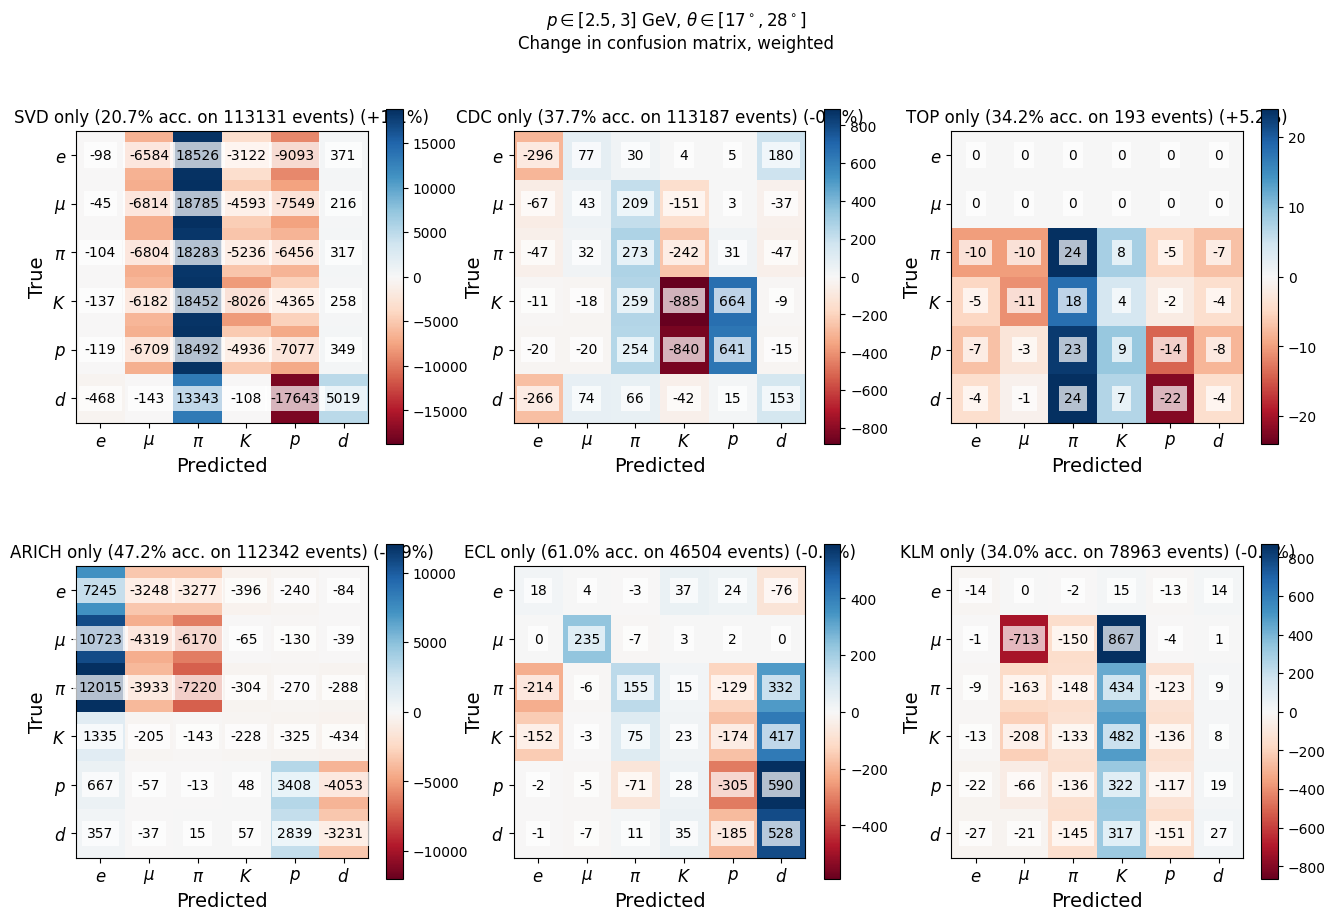 p ∈ [2.5, 3] GeV, θ ∈ [17°, 28°]
Change in confusion matrix, weighted
SVD only (20.7% acc. on 113131 events)
True
e -98 -6584 18526 -3122 -9093 371
μ -45 -6814 18785 -4593 -7549 216
π -104 -6804 18283 -5236 -6456 317
K -137 -6182 18452 -8026 -4365 258
p -119 -6709 18492 -4936 -7077 349
d -468 -143 13343 -108 -17643 5019
e μ π K p d
Predicted
15000
10000
5000
0
−5000
−10000
−15000
CDC only (37.7% acc. on 113187 events)
True
e -296 77 30 4 5 180
μ -67 43 209 -151 3 -37
π -47 32 273 -242 31 -47
K -11 -18 259 -885 664 -9
p -20 -20 254 -840 641 -15
d -266 74 66 -42 15 153
e μ π K p d
Predicted
800
600
400
200
0
−200
−400
−600
−800
TOP only (34.2% acc. on 193 events)
True
e 0 0 0 0 0 0
μ 0 0 0 0 0 0
π -10 -10 24 8 -5 -7
K -5 -11 18 4 -2 -4
p -7 -3 23 9 -14 -8
d -4 -1 24 7 -22 -4
e μ π K p d
Predicted
20
10
0
−10
−20
ARICH only (47.2% acc. on 112342 events)
True
e 7245 -3248 -3277 -396 -240 -84
μ 10723 -4319 -6170 -65 -130 -39
π 12015 -3933 -7220 -304 -270 -288
K 1335 -205 -143 -228 -325 -434
p 667 -57 -13 48 3408 -4053
d 357 -37 15 57 2839 -3231
e μ π K p d
Predicted
10000
5000
0
−5000
−10000
ECL only (61.0% acc. on 46504 events)
True
e 18 4 -3 37 24 -76
μ 0 235 -7 3 2 0
π -214 -6 155 15 -129 332
K -152 -3 75 23 -174 417
p -2 -5 -71 28 -305 590
d -1 -7 11 35 -185 528
e μ π K p d
Predicted
400
200
0
−200
−400
KLM only (34.0% acc. on 78963 events)
True
e -14 0 -2 15 -13 14
μ -1 -713 -150 867 -4 1
π -9 -163 -148 434 -123 9
K -13 -208 -133 482 -136 8
p -22 -66 -136 322 -117 19
d -27 -21 -145 317 -151 27
e μ π K p d
Predicted
800
600
400
200
0
−200
−400
−600
−800